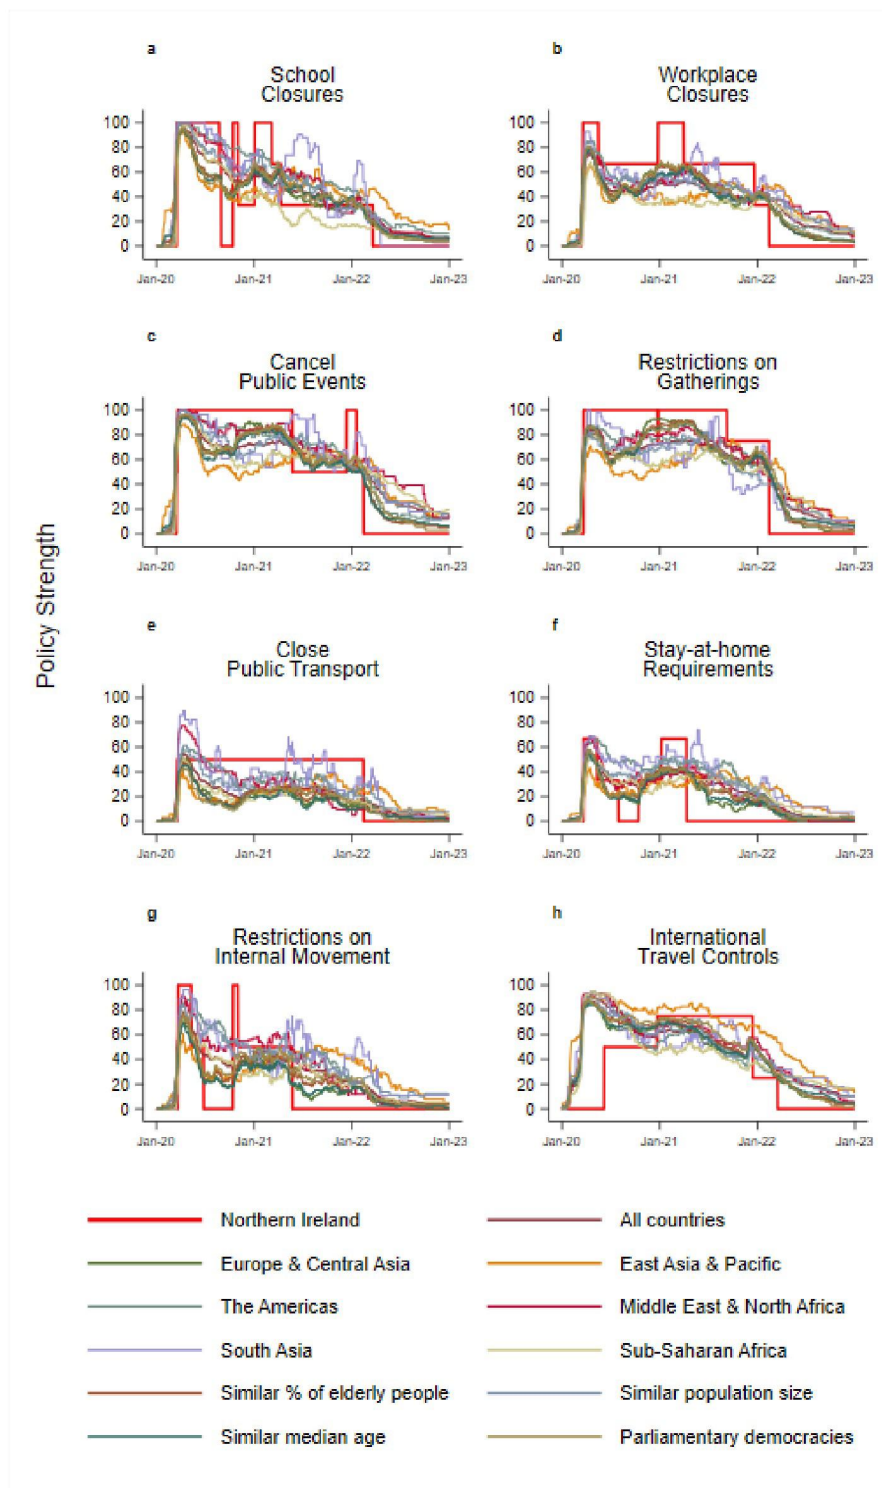 a
School
Closures
100
80
60
40
20
0
Jan-20 Jan-21 Jan-22 Jan-23
b
Workplace
Closures
100
80
60
40
20
0
Jan-20 Jan-21 Jan-22 Jan-23
c
Cancel
Public Events
100
80
60
40
20
0
Jan-20 Jan-21 Jan-22 Jan-23
d
Restrictions on
Gatherings
100
80
60
40
20
0
Jan-20 Jan-21 Jan-22 Jan-23
Policy Strength
e
Close
Public Transport
100
80
60
40
20
0
Jan-20 Jan-21 Jan-22 Jan-23
f
Stay-at-home
Requirements
100
80
60
40
20
0
Jan-20 Jan-21 Jan-22 Jan-23
g
Restrictions on
Internal Movement
100
80
60
40
20
0
Jan-20 Jan-21 Jan-22 Jan-23
h
International
Travel Controls
100
80
60
40
20
0
Jan-20 Jan-21 Jan-22 Jan-23
Northern Ireland
All countries
Europe & Central Asia
East Asia & Pacific
The Americas
Middle East & North Africa
South Asia
Sub-Saharan Africa
Similar % of elderly people
Similar population size
Similar median age
Parliamentary democracies